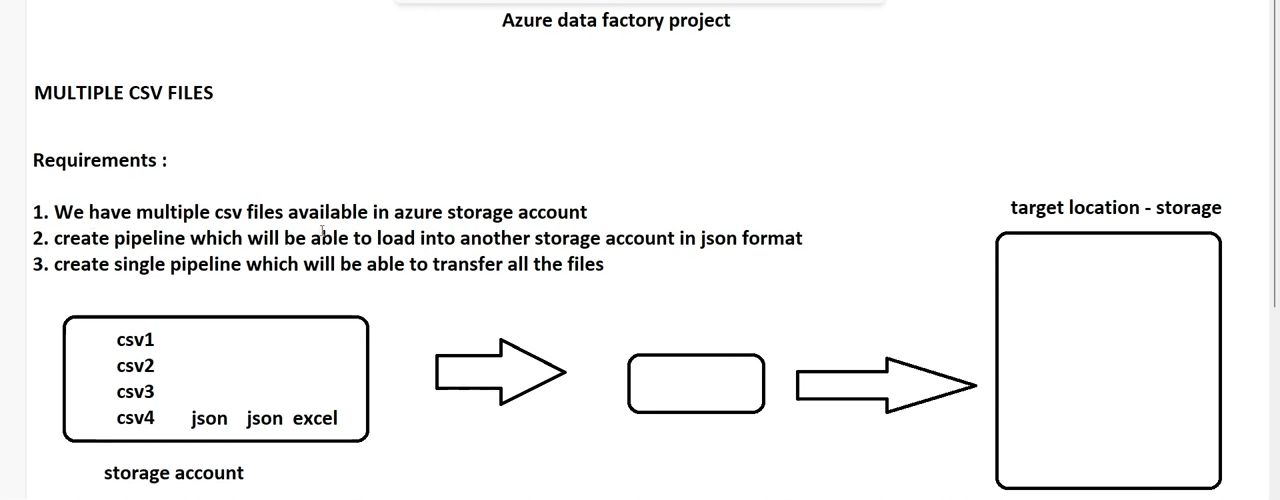 Azure data factory project
MULTIPLE CSV FILES
Requirements :
1. We have multiple csv files available in azure storage account
2. create pipeline which will be able to load into another storage account in json format
3. create single pipeline which will be able to transfer all the files
target location - storage
csv1
csv2
csv3
csv4 json json excel
storage account